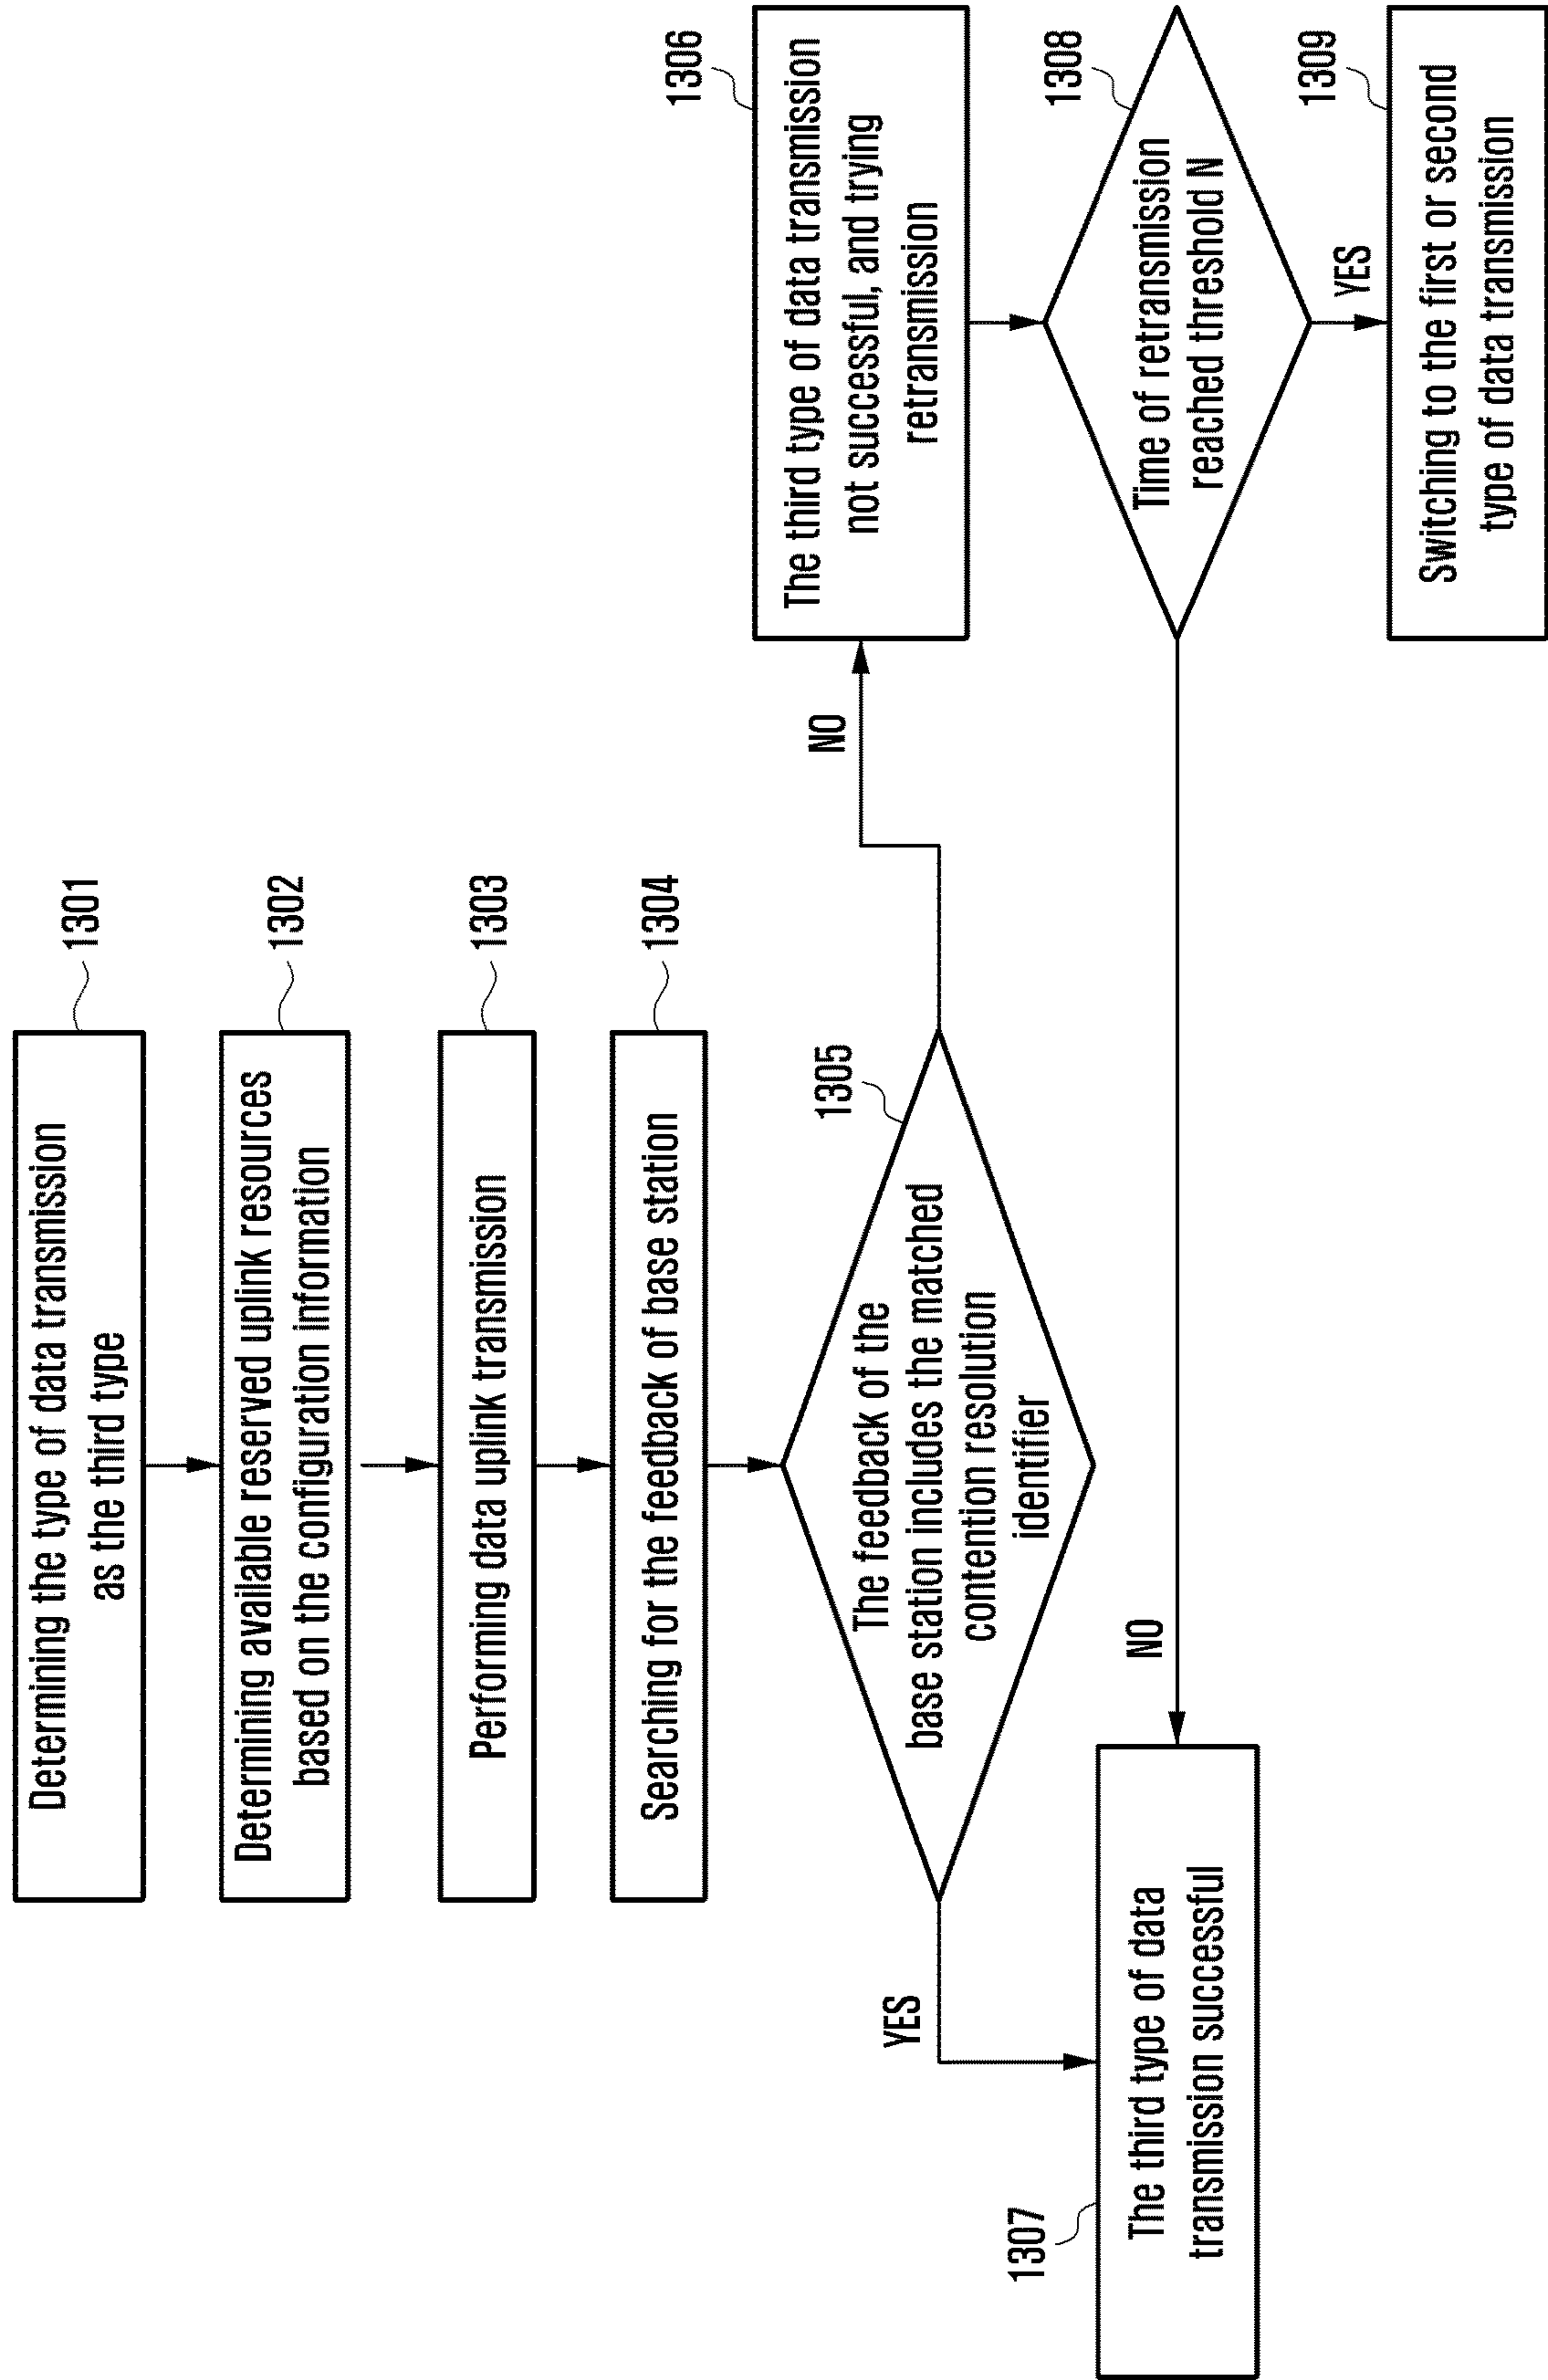 Determining the type of data transmission
as the third type
1301
Determining available reserved uplink resources
based on the configuration information
1302
Performing data uplink transmission
1303
Searching for the feedback of base station
1304
The feedback of the
base station includes the matched
contention resolution
identifier
1305
YES
NO
1306
The third type of data transmission
not successful, and trying
retransmission
1307
The third type of data
transmission successful
NO
1308
Time of retransmission
reached threshold N
YES
1309
Switching to the first or second
type of data transmission